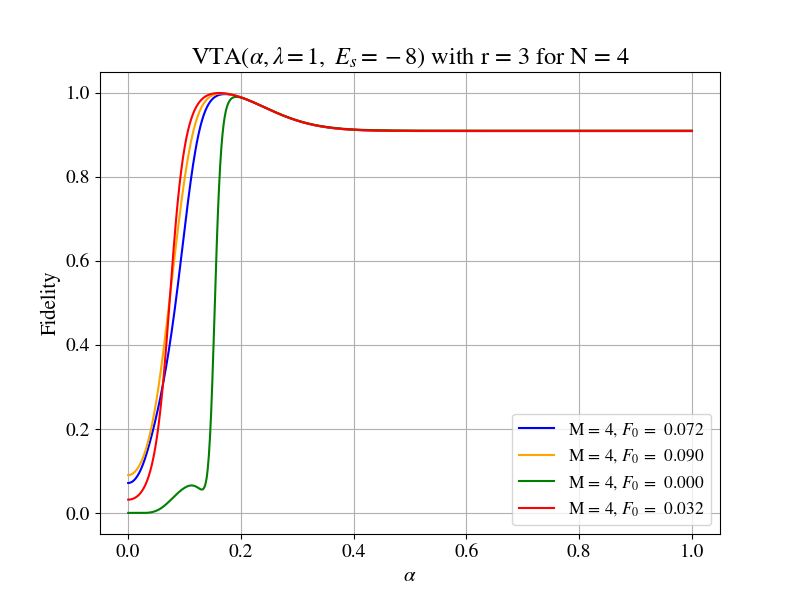 VTA(α, λ = 1, E_s = −8) with r = 3 for N = 4
Fidelity
1.0
0.8
0.6
0.4
0.2
0.0
0.0 0.2 0.4 0.6 0.8 1.0
α
M = 4, F_0 = 0.072
M = 4, F_0 = 0.090
M = 4, F_0 = 0.000
M = 4, F_0 = 0.032